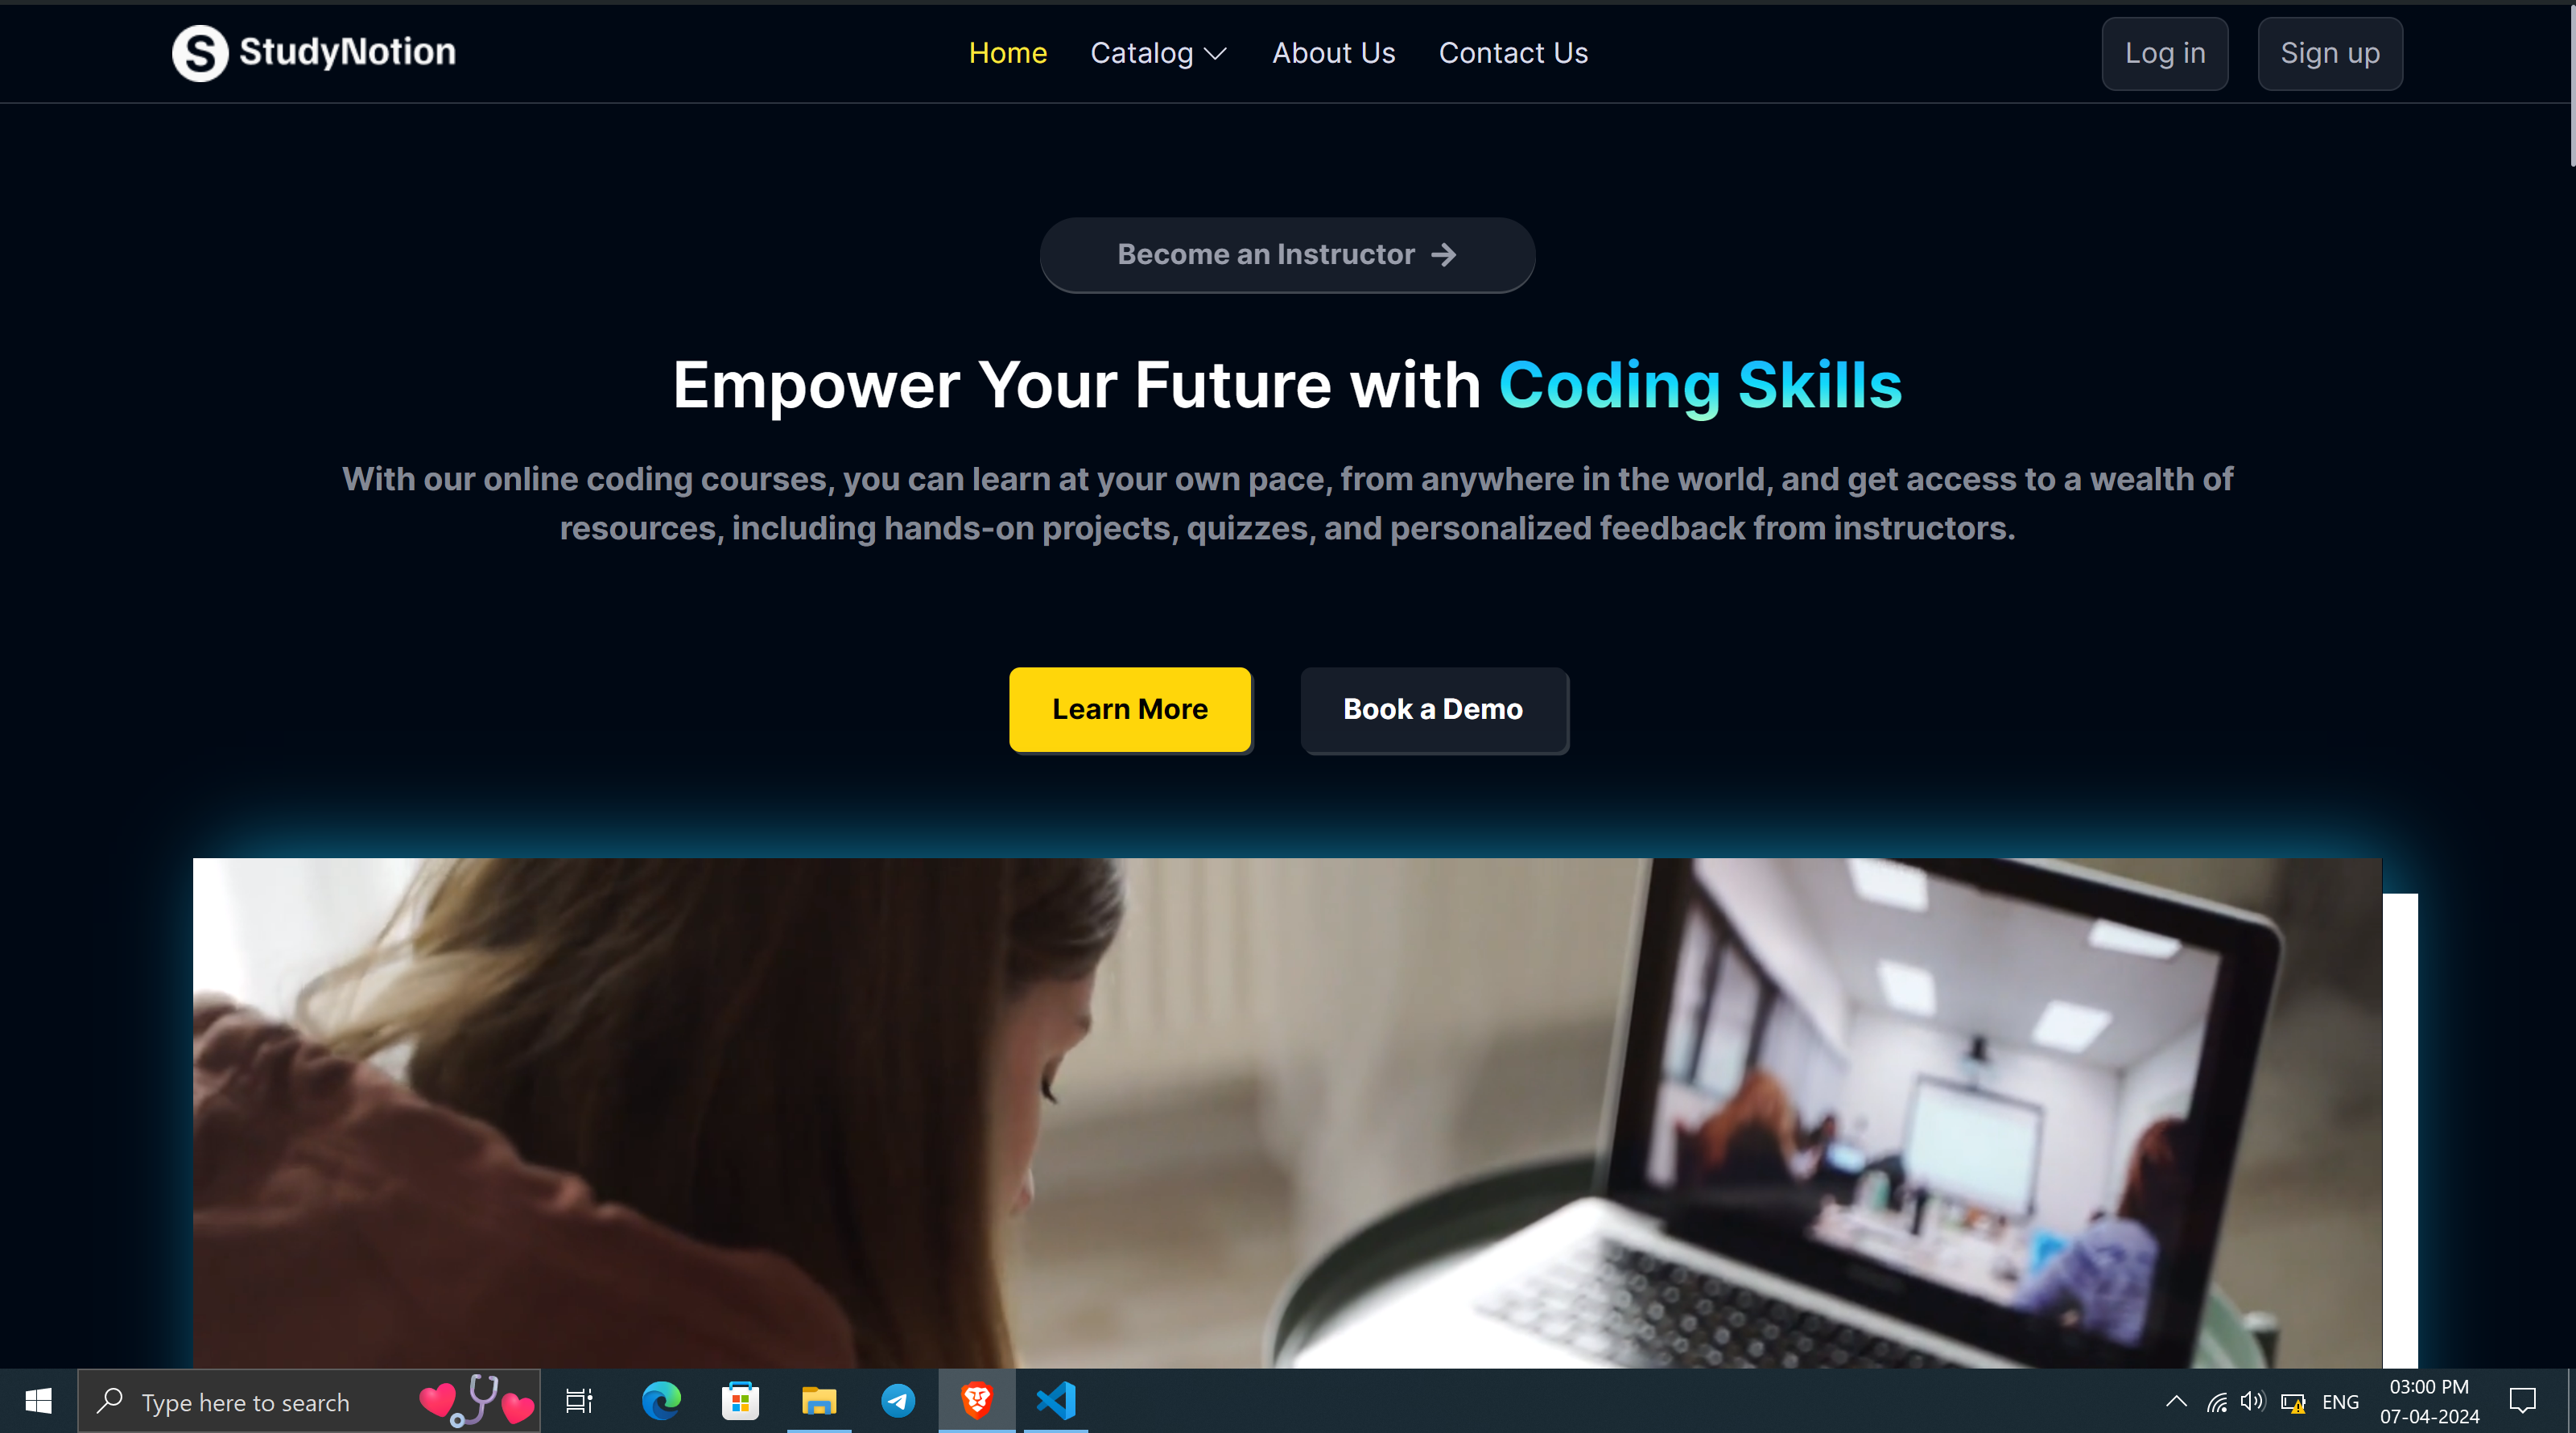 S StudyNotion
Home Catalog About Us Contact Us
Log in Sign up
Become an Instructor
Empower Your Future with Coding Skills
With our online coding courses, you can learn at your own pace, from anywhere in the world, and get access to a wealth of
resources, including hands-on projects, quizzes, and personalized feedback from instructors.
Learn More Book a Demo
Type here to search
ENG
03:00 PM
07-04-2024